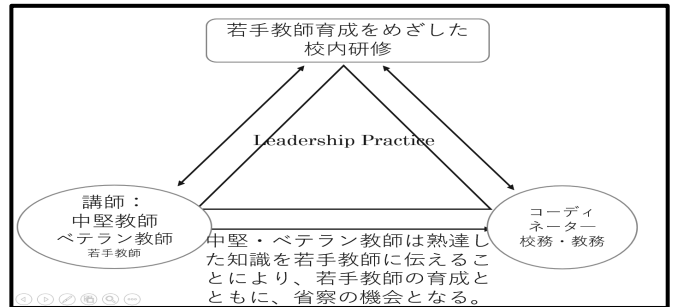 若手教師育成をめざした
校内研修
Leadership Practice
講師：
中堅教師
ベテラン教師
若手教師
コーディ
ネーター
校務・教務
中堅・ベテラン教師は熟達し
た知識を若手教師に伝えるこ
とにより、若手教師の育成と
ともに、省察の機会となる。